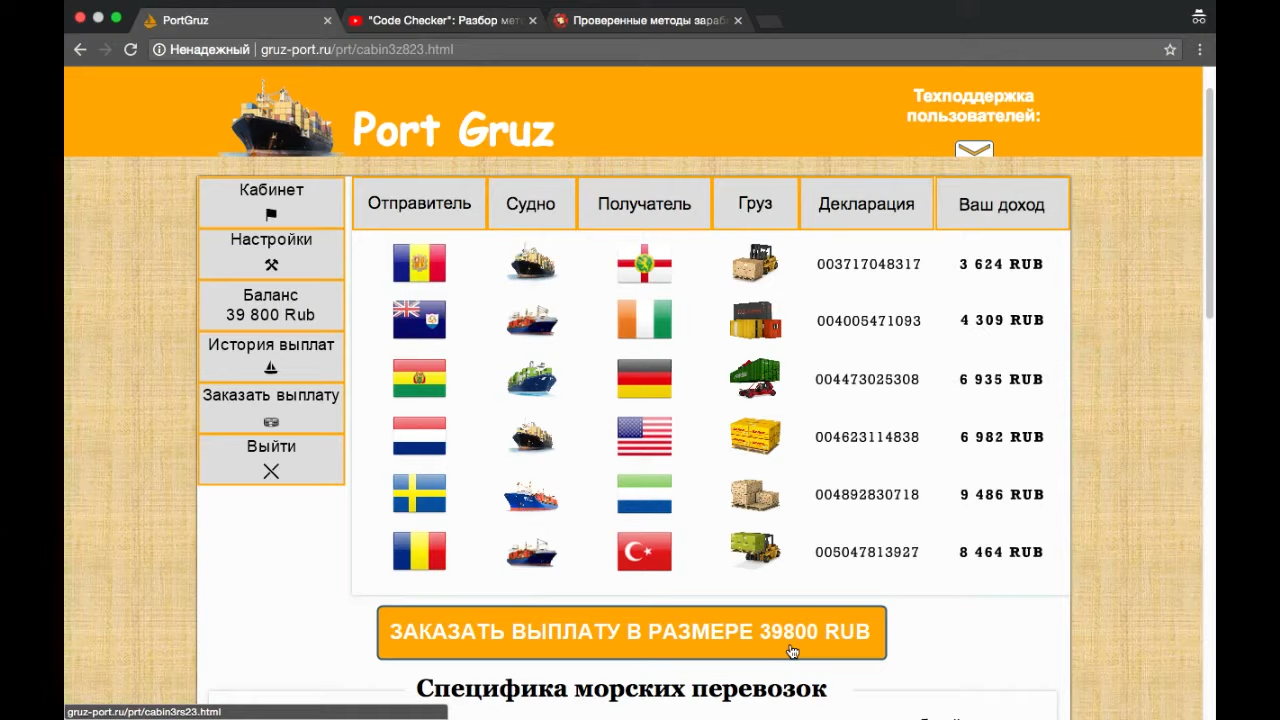 PortGruz
"Code Checker": Разбор мет
Проверенные методы зараб
Ненадежный | gruz-port.ru/prt/cabin3z823.html
Port Gruz
Техподдержка
пользователей:
Кабинет
Настройки
Баланс
39 800 Rub
История выплат
Заказать выплату
Выйти
Отправитель Судно Получатель Груз Декларация Ваш доход
003717048317 3 624 RUB
004005471093 4 309 RUB
004473025308 6 935 RUB
004623114838 6 982 RUB
004892830718 9 486 RUB
005047813927 8 464 RUB
ЗАКАЗАТЬ ВЫПЛАТУ В РАЗМЕРЕ 39800 RUB
Специфика морских перевозок
gruz-port.ru/prt/cabin3rs23.html